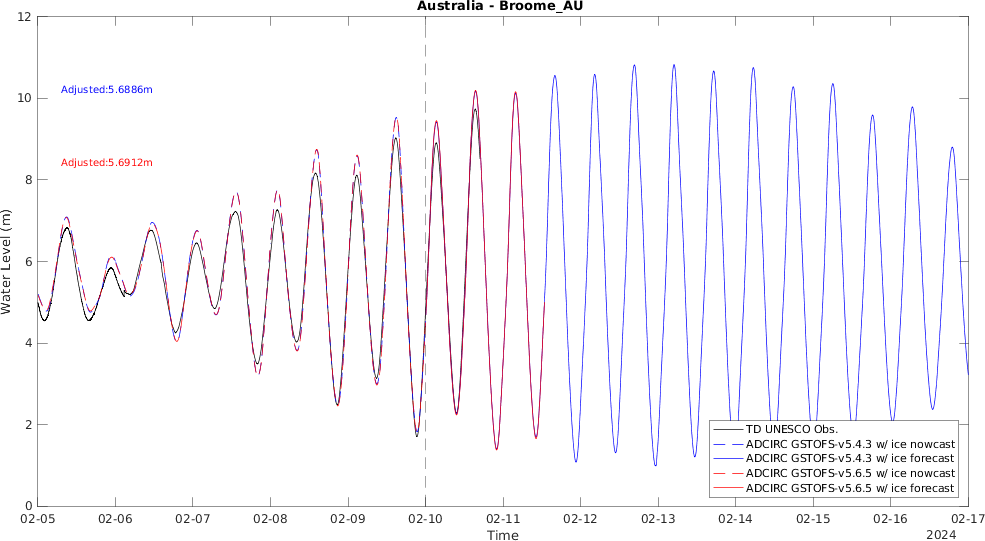 Australia - Broome_AU
Water Level (m)
12
10
8
6
4
2
0
Adjusted:5.6886m
Adjusted:5.6912m
TD UNESCO Obs.
ADCIRC GSTOFS-v5.4.3 w/ ice nowcast
ADCIRC GSTOFS-v5.4.3 w/ ice forecast
ADCIRC GSTOFS-v5.6.5 w/ ice nowcast
ADCIRC GSTOFS-v5.6.5 w/ ice forecast
02-05 02-06 02-07 02-08 02-09 02-10 02-11 02-12 02-13 02-14 02-15 02-16 02-17
Time
2024